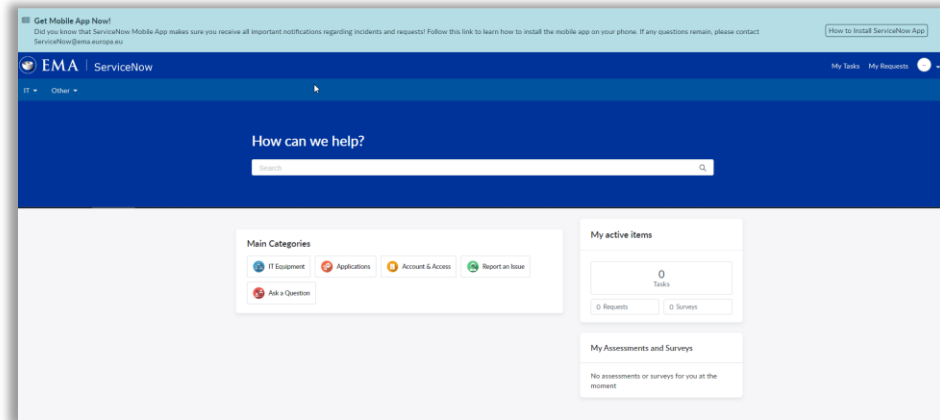 Get Mobile App Now!
Did you know that ServiceNow Mobile App makes sure you receive all important notifications regarding incidents and requests! Follow this link to learn how to install the mobile app on your phone. If any questions remain, please contact
ServiceNow@ema.europa.eu
How to Install ServiceNow App
EMA | ServiceNow
My Tasks My Requests
IT Other
How can we help?
Search
Main Categories
IT Equipment Applications Account & Access Report an Issue
Ask a Question
My active items
0
Tasks
0 Requests 0 Surveys
My Assessments and Surveys
No assessments or surveys for you at the
moment